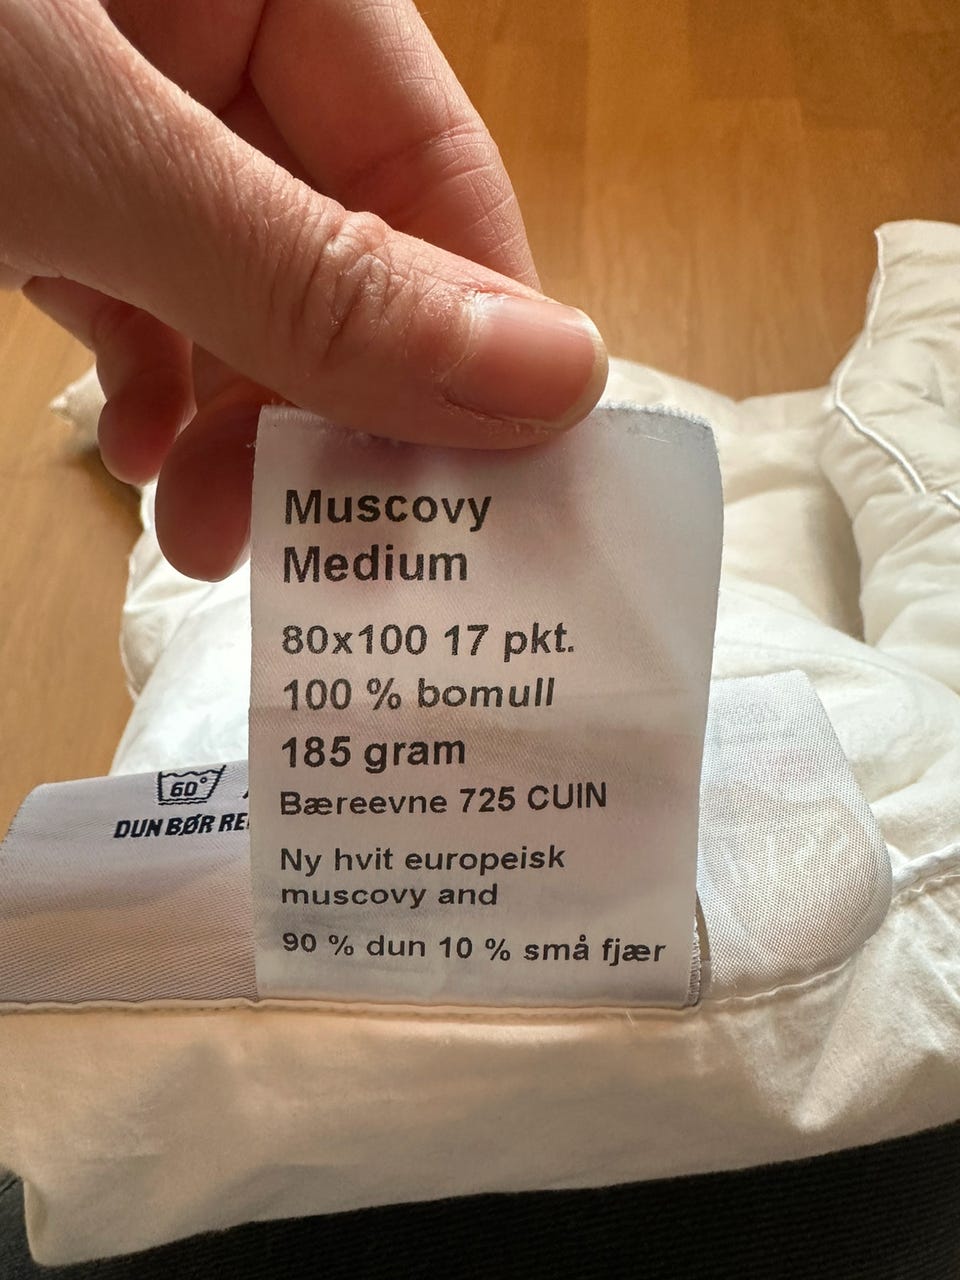 Muscovy
Medium
80x100 17 pkt.
100 % bomull
185 gram
Bæreevne 725 CUIN
Ny hvit europeisk
muscovy and
90 % dun 10 % små fjær
60°
DUN BØR